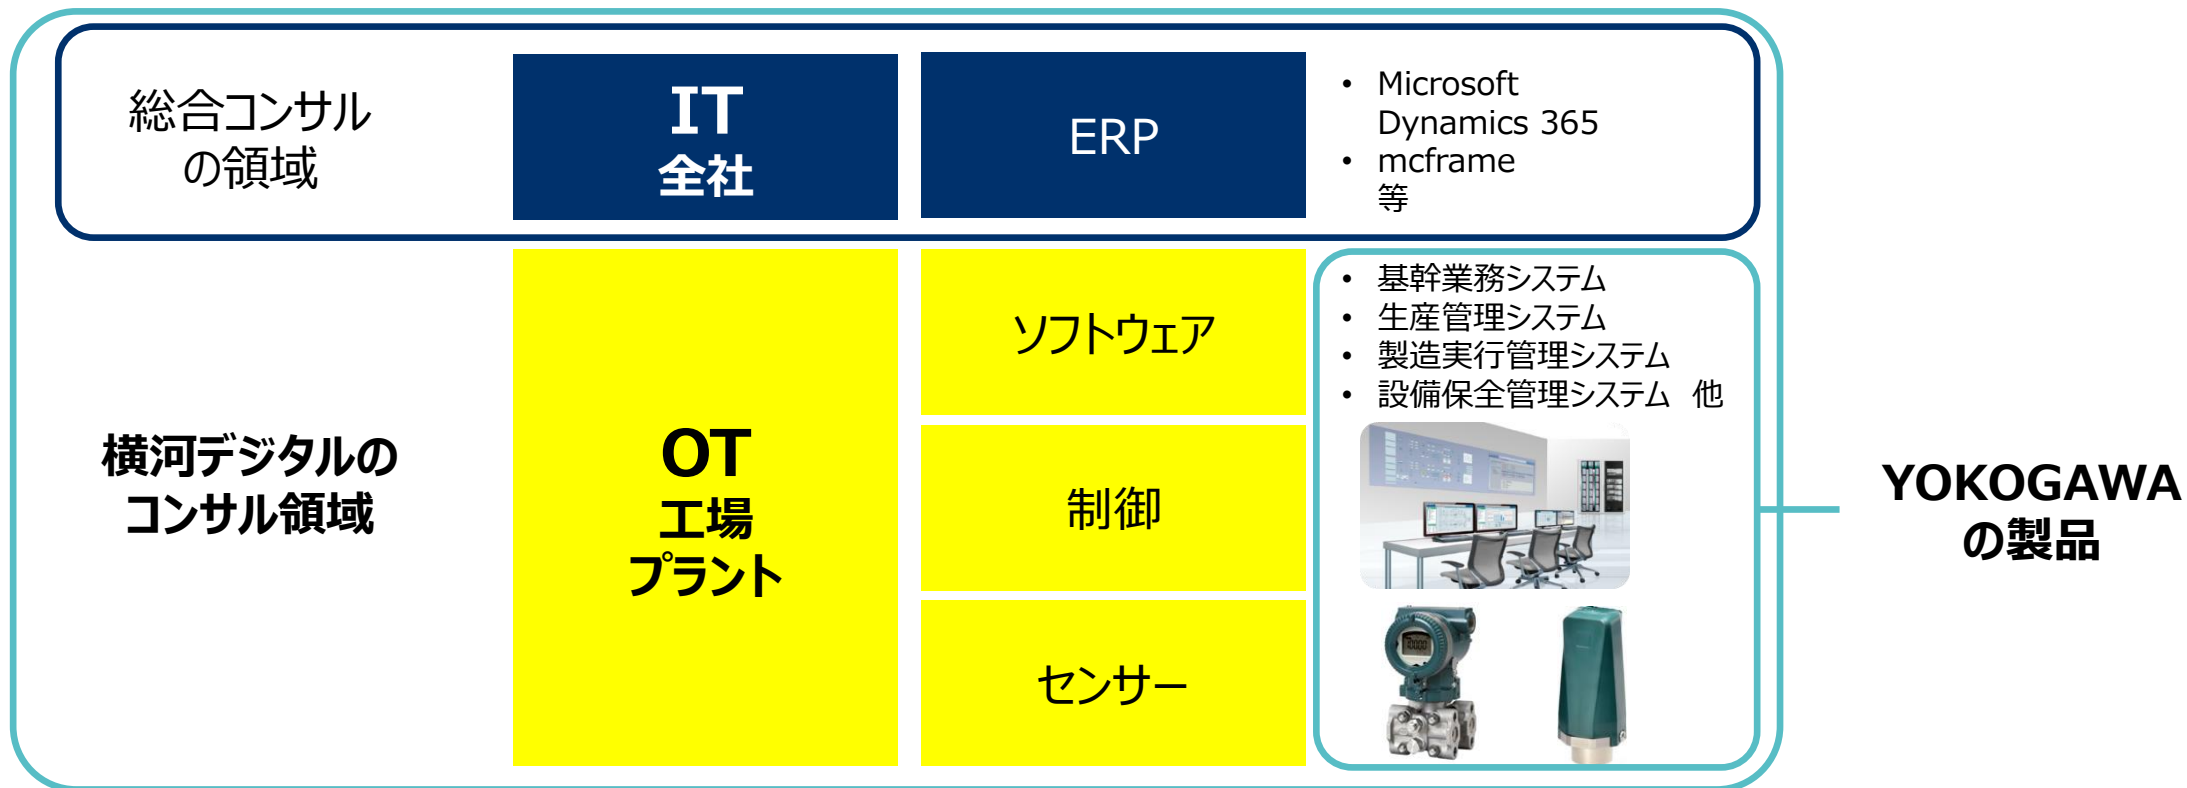 総合コンサル
の領域
IT
全社
ERP
• Microsoft
Dynamics 365
• mcframe
等
横河デジタルの
コンサル領域
OT
工場
プラント
ソフトウェア
制御
センサー
• 基幹業務システム
• 生産管理システム
• 製造実行管理システム
• 設備保全管理システム 他
YOKOGAWA
の製品